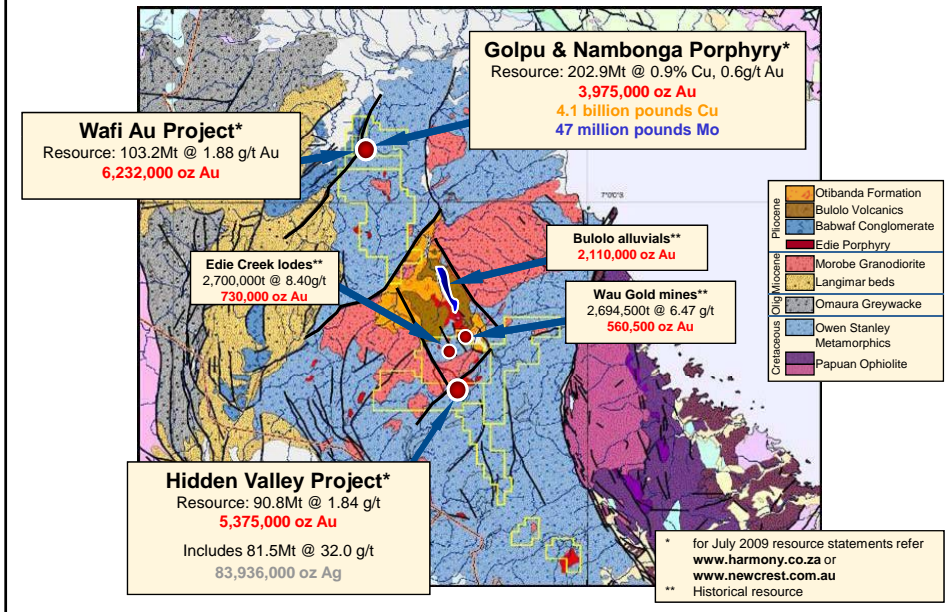 Golpu & Nambonga Porphyry*
Resource: 202.9Mt @ 0.9% Cu, 0.6g/t Au
3,975,000 oz Au
4.1 billion pounds Cu
47 million pounds Mo
Wafi Au Project*
Resource: 103.2Mt @ 1.88 g/t Au
6,232,000 oz Au
7°0'0"S
Pliocene
Otibanda Formation
Bulolo Volcanics
Babwaf Conglomerate
Edie Porphyry
Miocene
Morobe Granodiorite
Langimar beds
Olig
Omaura Greywacke
Cretaceous
Owen Stanley
Metamorphics
Papuan Ophiolite
Bulolo alluvials**
2,110,000 oz Au
Edie Creek lodes**
2,700,000t @ 8.40g/t
730,000 oz Au
Wau Gold mines**
2,694,500t @ 6.47 g/t
560,500 oz Au
Hidden Valley Project*
Resource: 90.8Mt @ 1.84 g/t
5,375,000 oz Au
Includes 81.5Mt @ 32.0 g/t
83,936,000 oz Ag
* for July 2009 resource statements refer
www.harmony.co.za or
www.newcrest.com.au
** Historical resource